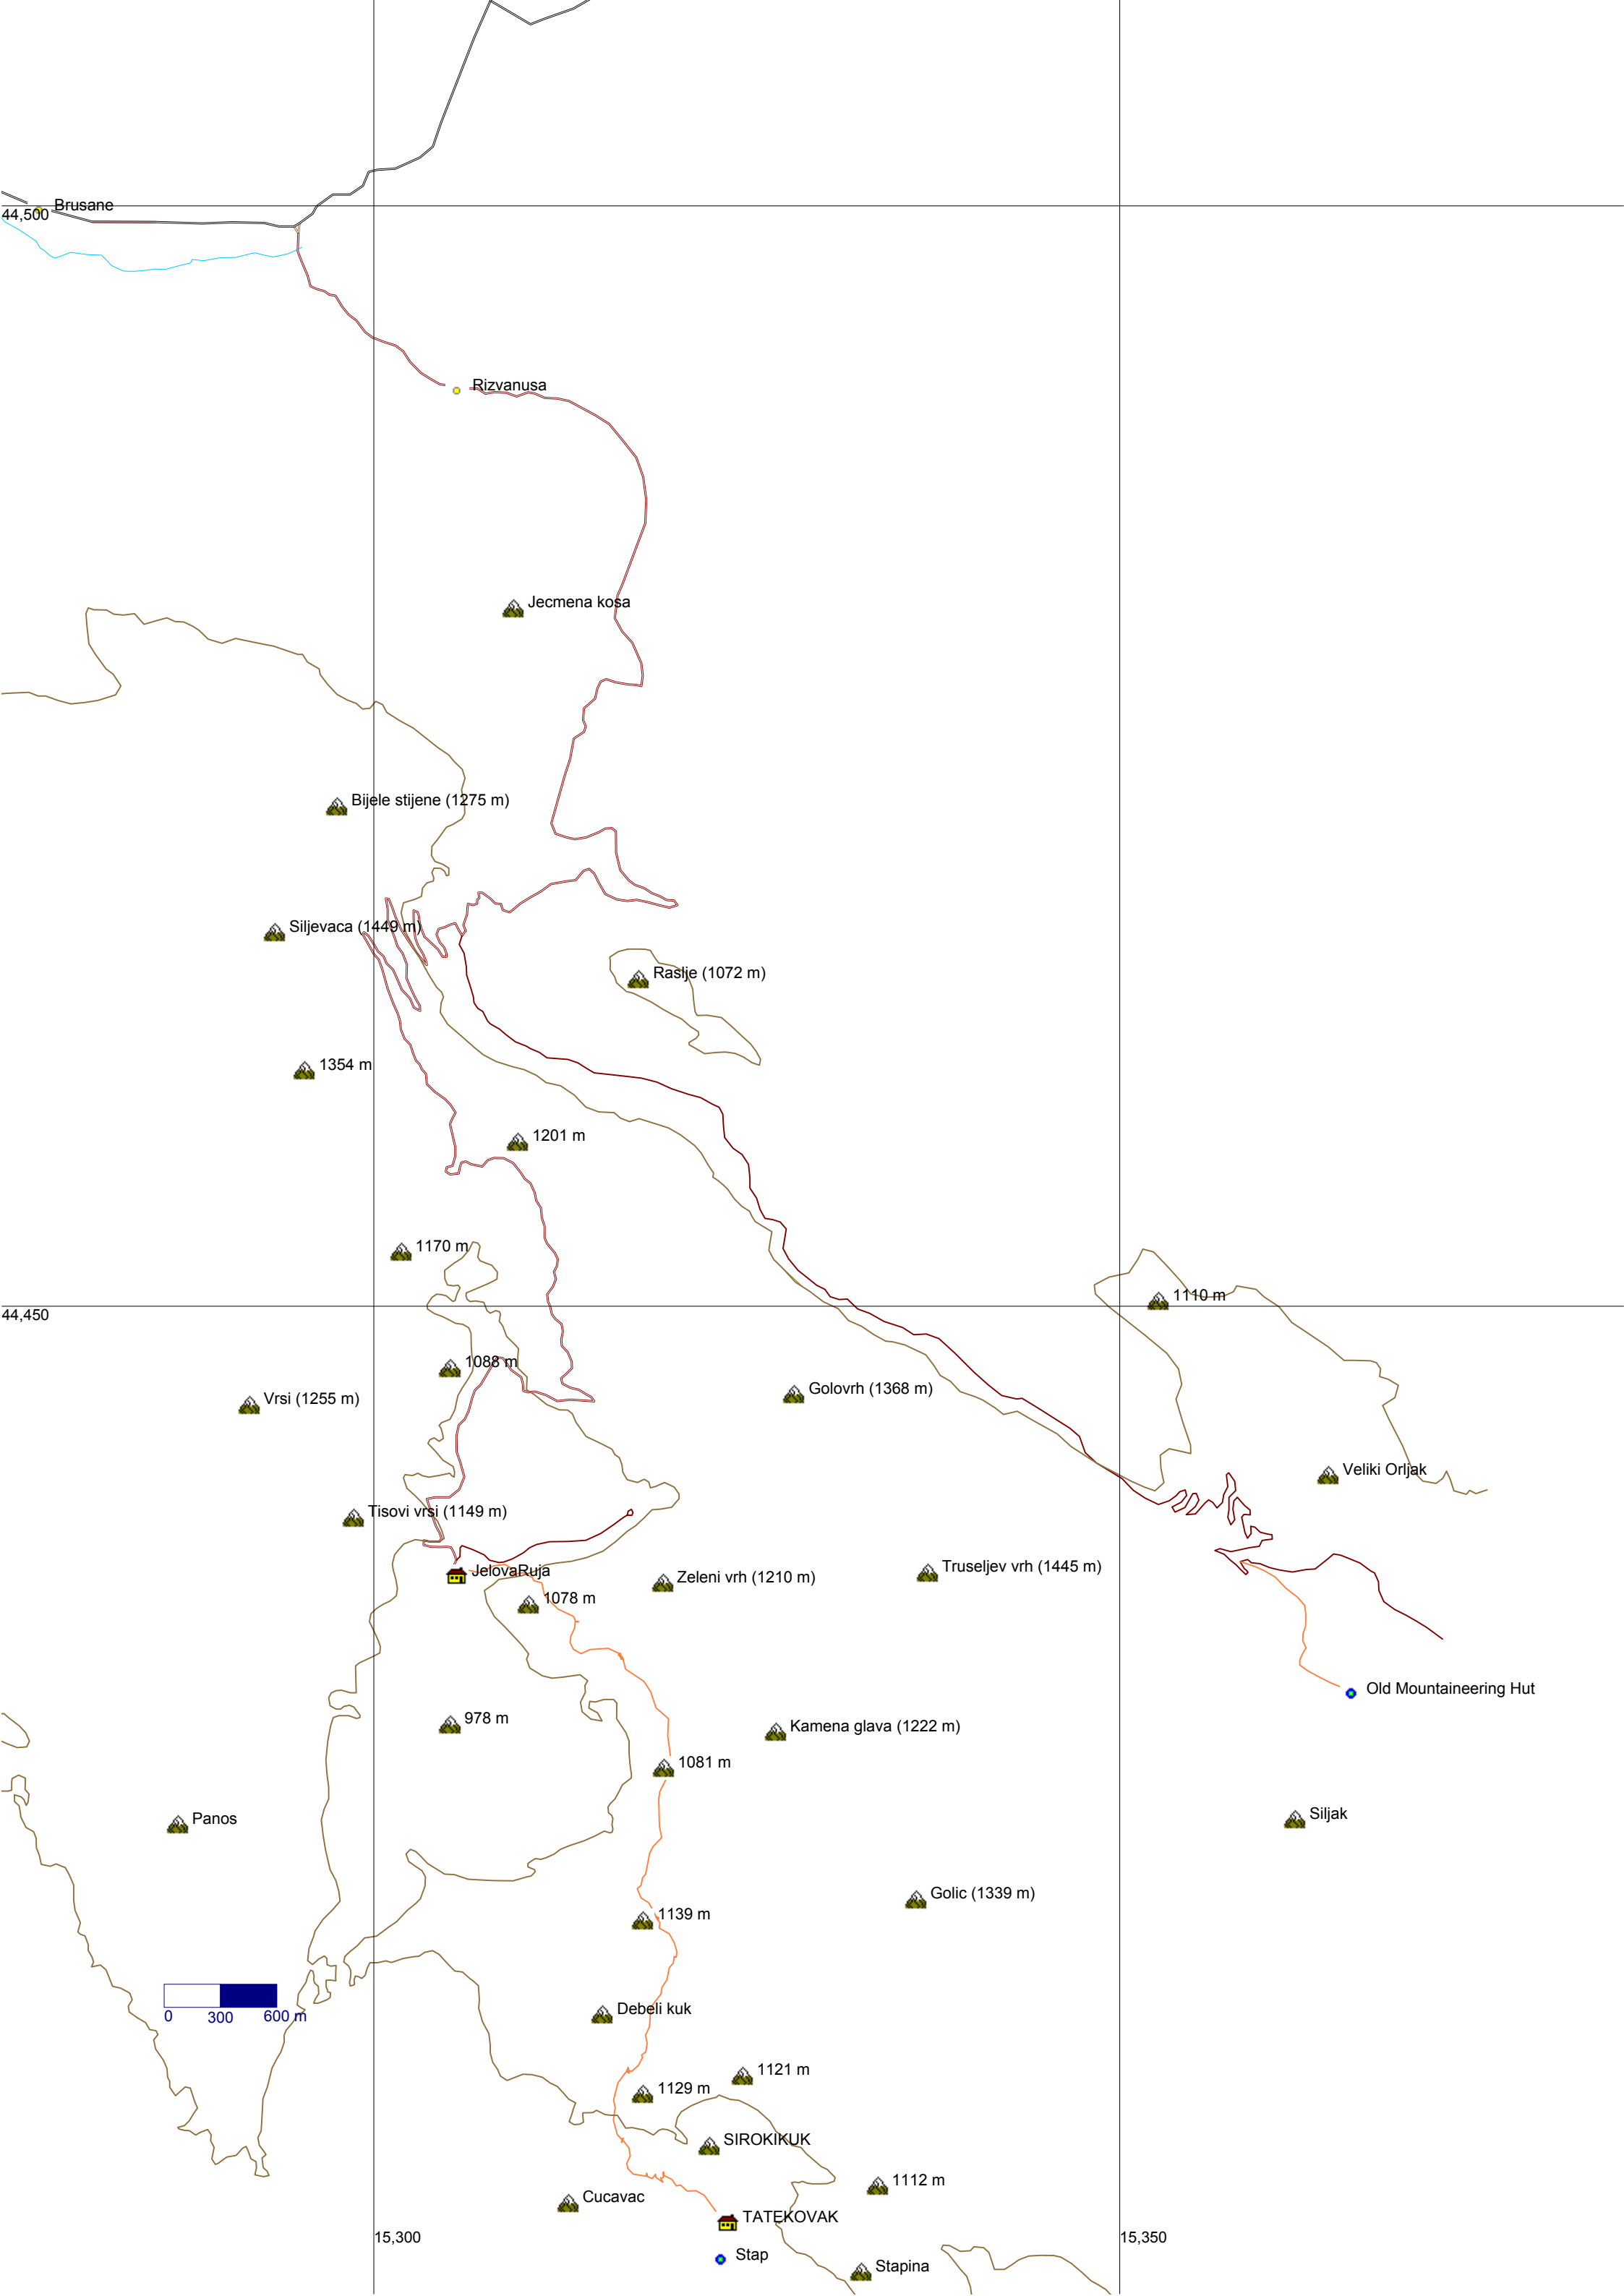 Brusane
44,500
Rizvanusa
Jecmena kosa
Bijele stijene (1275 m)
Siljevaca (1449 m)
Raslje (1072 m)
1354 m
1201 m
1170 m
1110 m
44,450
1088 m
Golovrh (1368 m)
Vrsi (1255 m)
Veliki Orljak
Tisovi vrsi (1149 m)
JelovaRuja
Truseljev vrh (1445 m)
Zeleni vrh (1210 m)
1078 m
Old Mountaineering Hut
978 m
Kamena glava (1222 m)
1081 m
Siljak
Panos
Golic (1339 m)
1139 m
Debeli kuk
0 300 600 m
1121 m
1129 m
SIROKIKUK
1112 m
Cucavac
TATEKOVAK
15,300
15,350
Stap
Stapina